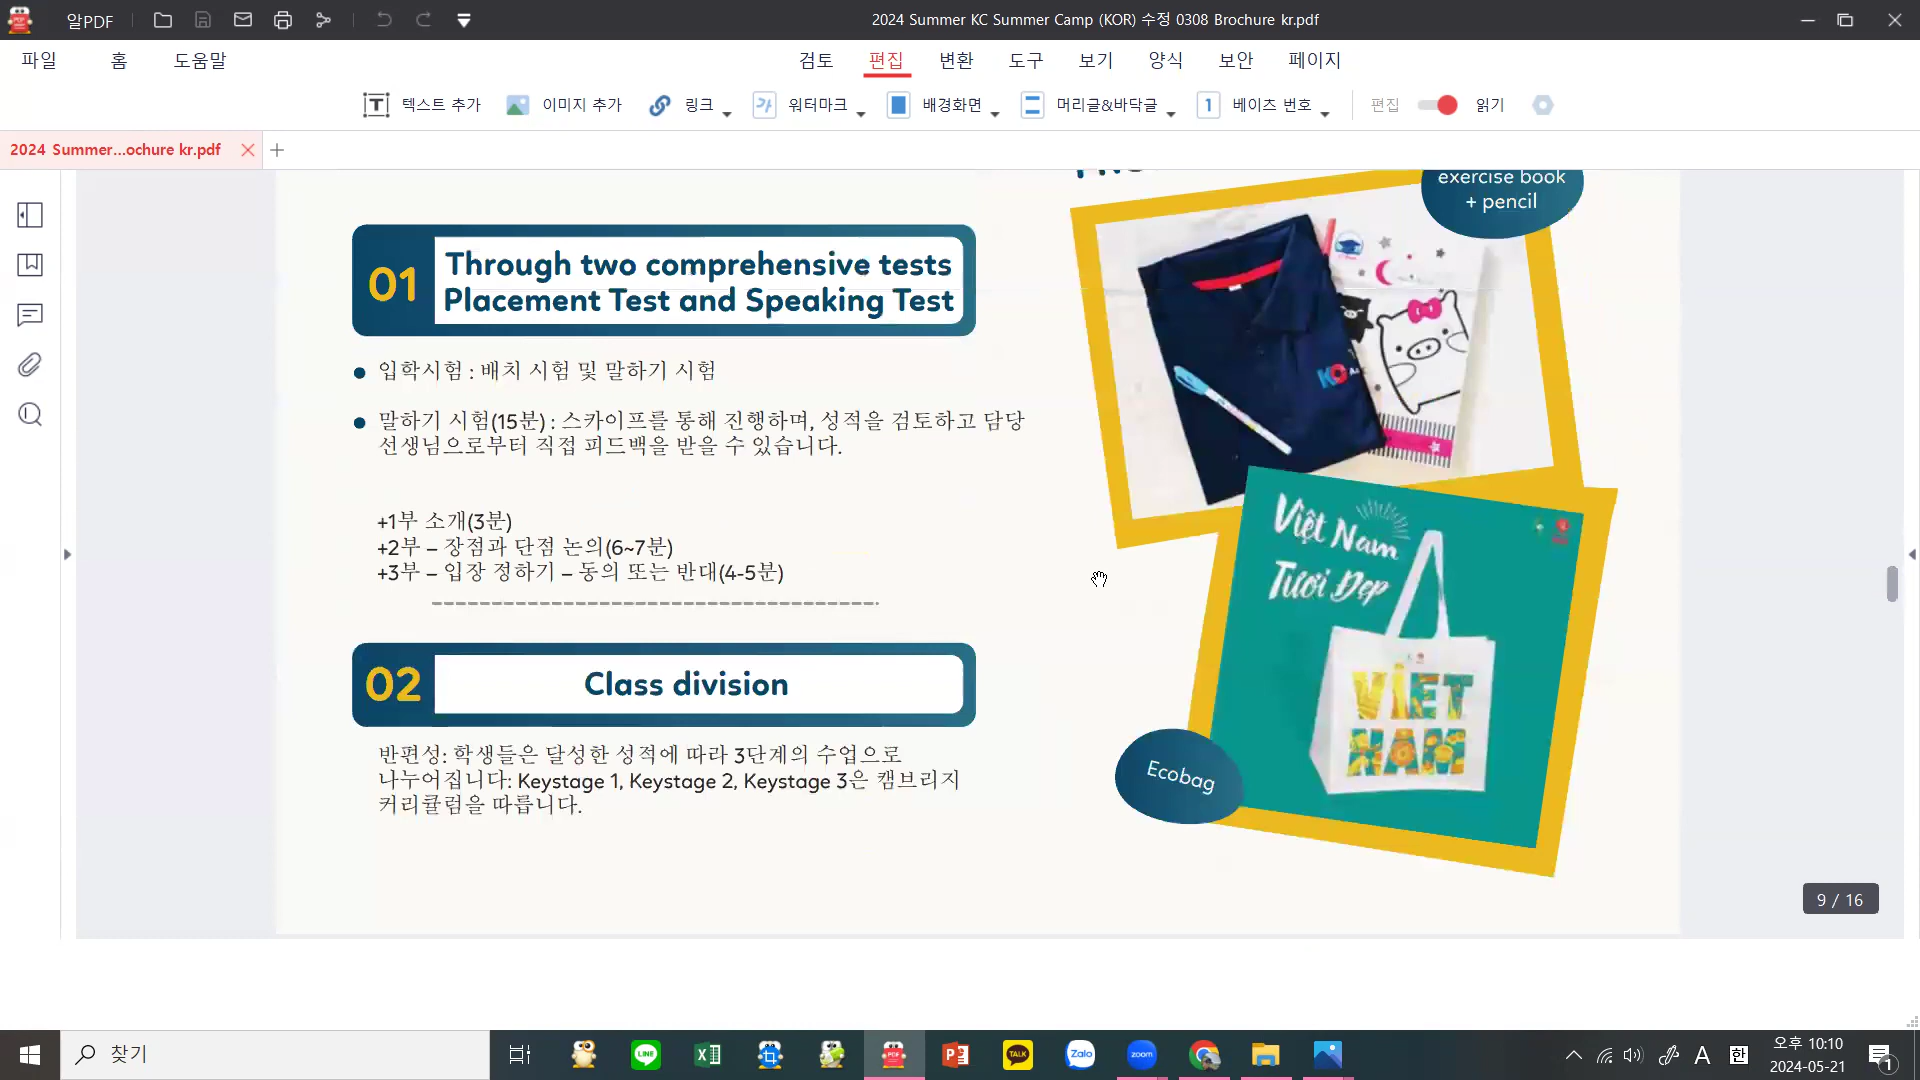 알PDF
2024 Summer KC Summer Camp (KOR) 수정 0308 Brochure kr.pdf
파일 홈 도움말 검토 편집 변환 도구 보기 양식 보안 페이지
텍스트 추가 이미지 추가 링크 워터마크 배경화면 머리글&바닥글 베이츠 번호 편집 읽기
2024 Summer...ochure kr.pdf
exercise book
+ pencil
01
Through two comprehensive tests
Placement Test and Speaking Test
입학시험 : 배치 시험 및 말하기 시험
말하기 시험(15분) : 스카이프를 통해 진행하며, 성적을 검토하고 담당
선생님으로부터 직접 피드백을 받을 수 있습니다.
+1부 소개(3분)
+2부 – 장점과 단점 논의(6~7분)
+3부 – 입장 정하기 – 동의 또는 반대(4-5분)
02
Class division
반편성: 학생들은 달성한 성적에 따라 3단계의 수업으로
나누어집니다: Keystage 1, Keystage 2, Keystage 3은 캠브리지
커리큘럼을 따릅니다.
Việt Nam
Tươi Đẹp
VIỆT
NAM
Ecobag
9 / 16
찾기
LINE
TALK
Zalo
zoom
A
한
오후 10:10
2024-05-21
1